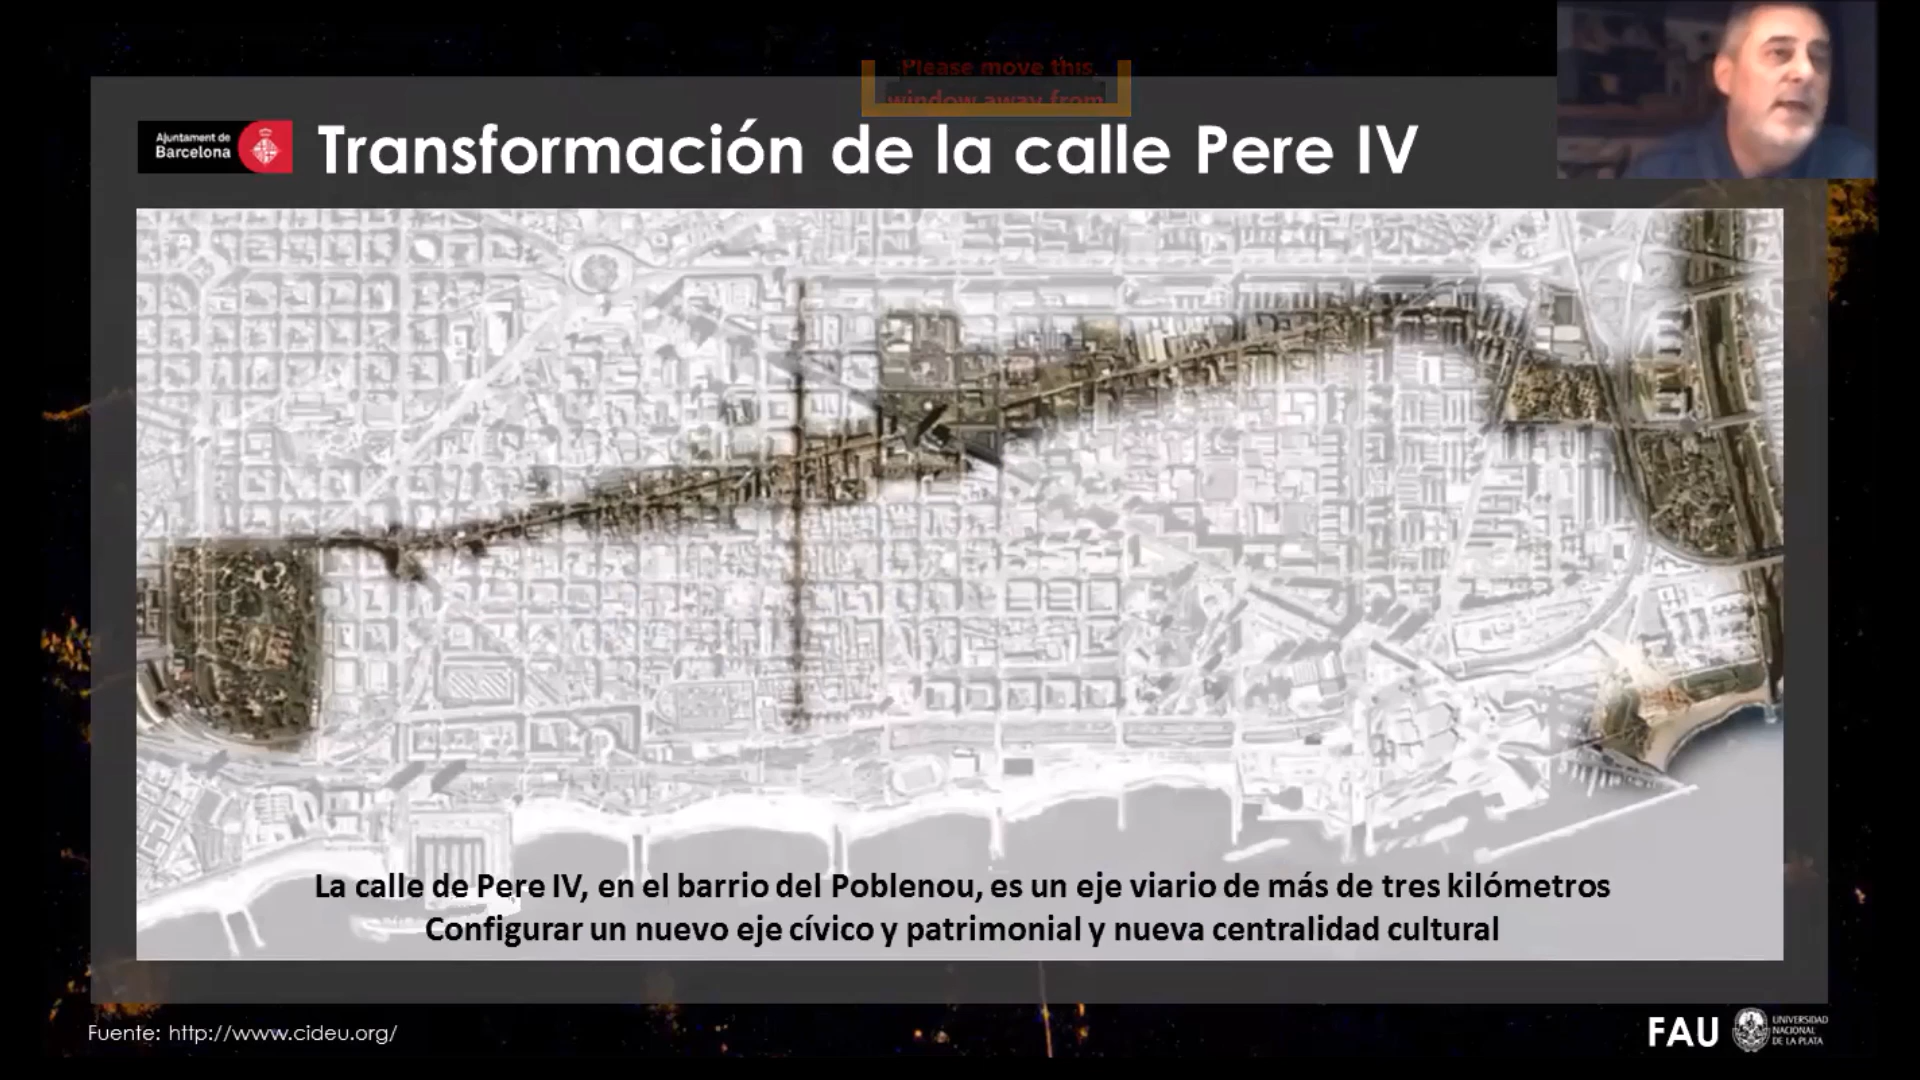 Please move this
window away from
Ajuntament de
Barcelona
Transformación de la calle Pere IV
La calle de Pere IV, en el barrio del Poblenou, es un eje viario de más de tres kilómetros
Configurar un nuevo eje cívico y patrimonial y nueva centralidad cultural
Fuente: http://www.cideu.org/
FAU
UNIVERSIDAD
NACIONAL
DE LA PLATA